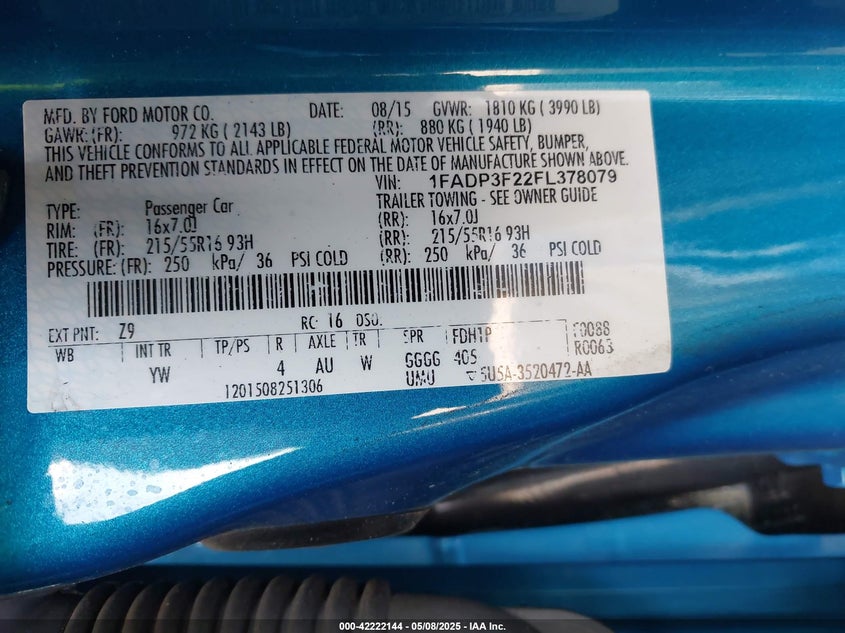 MFD. BY FORD MOTOR CO. DATE: 08/15 GVWR: 1810 KG ( 3990 LB)
GAWR:(FR): 972 KG ( 2143 LB) (RR): 880 KG ( 1940 LB)
THIS VEHICLE CONFORMS TO ALL APPLICABLE FEDERAL MOTOR VEHICLE SAFETY, BUMPER,
AND THEFT PREVENTION STANDARDS IN EFFECT ON THE DATE OF MANUFACTURE SHOWN ABOVE.
VIN: 1FADP3F22FL378079
TYPE: Passenger Car TRAILER TOWING - SEE OWNER GUIDE
RIM: (FR): 16x7.0J (RR): 16x7.0J
TIRE: (FR): 215/55R16 93H (RR): 215/55R16 93H
PRESSURE: (FR): 250 kPa/ 36 PSI COLD (RR): 250 kPa/ 36 PSI COLD
EXT PNT: Z9 RC: 16 DSO: F0088
WB INT TR TP/PS R AXLE TR SPR FDH1P R0063
YW 4 AU W GGGG 405
1201508251306 UMU 5U5A-3520472-AA
000-42222144 - 05/08/2025 - IAA Inc.